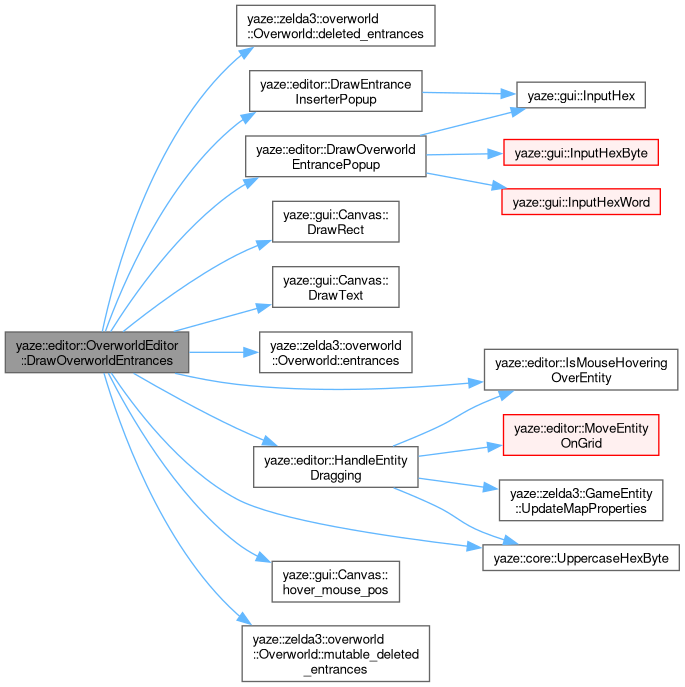 yaze::zelda3::overworld
::Overworld::deleted_entrances
yaze::editor::DrawEntrance
InserterPopup
yaze::gui::InputHex
yaze::editor::DrawOverworld
EntrancePopup
yaze::gui::InputHexByte
yaze::gui::InputHexWord
yaze::gui::Canvas::
DrawRect
yaze::gui::Canvas::
DrawText
yaze::editor::OverworldEditor
::DrawOverworldEntrances
yaze::zelda3::overworld
::Overworld::entrances
yaze::editor::IsMouseHovering
OverEntity
yaze::editor::MoveEntity
OnGrid
yaze::editor::HandleEntity
Dragging
yaze::zelda3::GameEntity
::UpdateMapProperties
yaze::core::UppercaseHexByte
yaze::gui::Canvas::
hover_mouse_pos
yaze::zelda3::overworld
::Overworld::mutable_deleted
_entrances